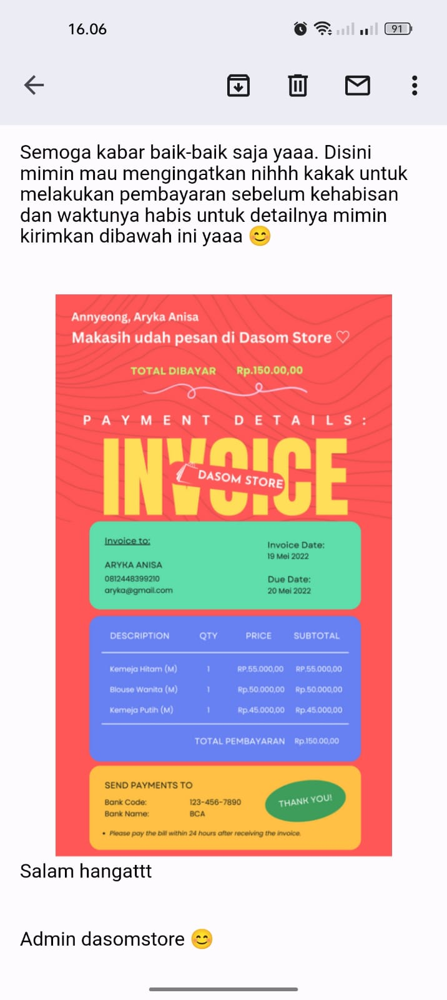 16.06
91
Semoga kabar baik-baik saja yaaa. Disini
mimin mau mengingatkan nihhh kakak untuk
melakukan pembayaran sebelum kehabisan
dan waktunya habis untuk detailnya mimin
kirimkan dibawah ini yaaa 😊
Annyeong, Aryka Anisa
Makasih udah pesan di Dasom Store ♡
TOTAL DIBAYAR Rp.150.00,00
PAYMENT DETAILS:
INVOICE
DASOM STORE
Invoice to:
ARYKA ANISA
0812448399210
aryka@gmail.com
Invoice Date:
19 Mei 2022
Due Date:
20 Mei 2022
DESCRIPTION QTY PRICE SUBTOTAL
Kemeja Hitam (M) 1 RP.55.000,00 RP.55.000,00
Blouse Wanita (M) 1 Rp.50.000,00 Rp.50.000,00
Kemeja Putih (M) 1 Rp.45.000,00 Rp.45.000,00
TOTAL PEMBAYARAN Rp.150.00,00
SEND PAYMENTS TO
Bank Code: 123-456-7890
Bank Name: BCA
THANK YOU!
• Please pay the bill within 24 hours after receiving the invoice.
Salam hangattt
Admin dasomstore 😊